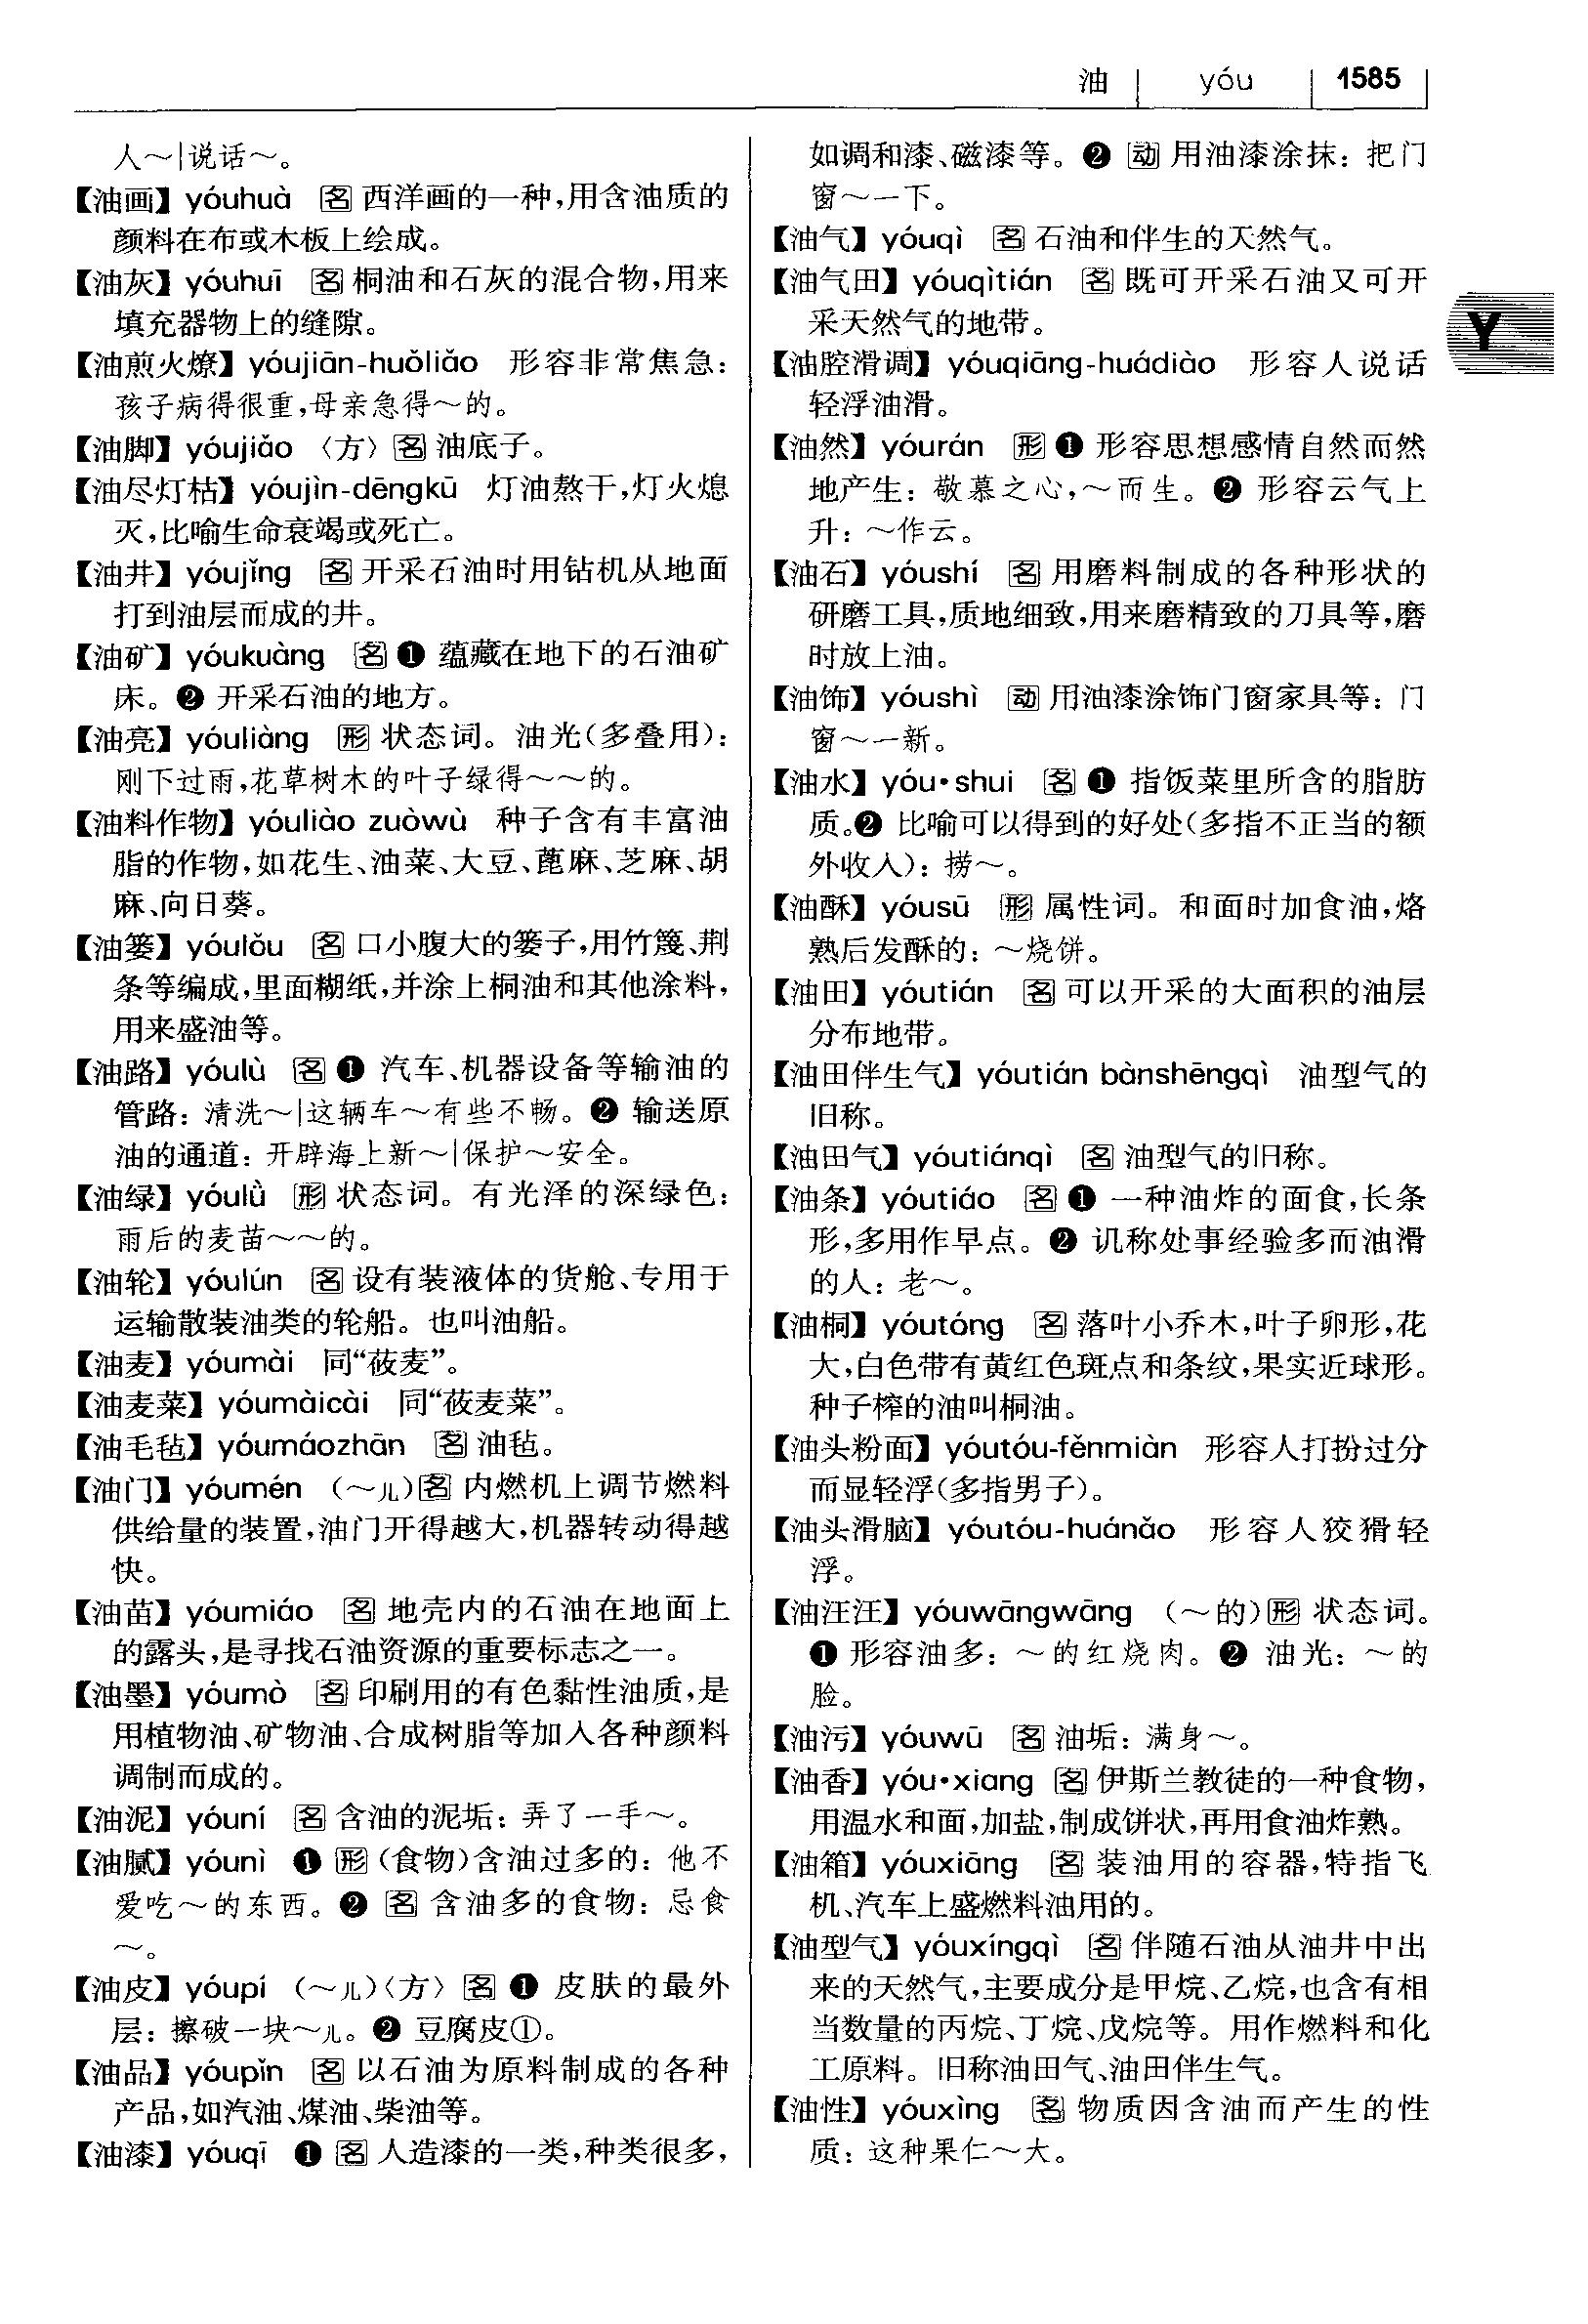 油 yóu 1585
人～|说话～。
【油画】 yóuhuà 名 西洋画的一种，用含油质的
颜料在布或木板上绘成。
【油灰】 yóuhuī 名 桐油和石灰的混合物，用来
填充器物上的缝隙。
【油煎火燎】 yóujiān-huǒliǎo 形容非常焦急：
孩子病得很重，母亲急得～的。
【油脚】 yóujiǎo 〈方〉名 油底子。
【油尽灯枯】 yóujìn-dēngkū 灯油熬干，灯火熄
灭，比喻生命衰竭或死亡。
【油井】 yóujǐng 名 开采石油时用钻机从地面
打到油层而成的井。
【油矿】 yóukuàng 名 ❶ 蕴藏在地下的石油矿
床。❷ 开采石油的地方。
【油亮】 yóuliàng 形 状态词。油光（多叠用）：
刚下过雨，花草树木的叶子绿得～～的。
【油料作物】 yóuliào zuòwù 种子含有丰富油
脂的作物，如花生、油菜、大豆、蓖麻、芝麻、胡
麻、向日葵。
【油篓】 yóulǒu 名 口小腹大的篓子，用竹篾、荆
条等编成，里面糊纸，并涂上桐油和其他涂料，
用来盛油等。
【油路】 yóulù 名 ❶ 汽车、机器设备等输油的
管路：清洗～|这辆车～有些不畅。❷ 输送原
油的通道：开辟海上新～|保护～安全。
【油绿】 yóulǜ 形 状态词。有光泽的深绿色：
雨后的麦苗～～的。
【油轮】 yóulún 名 设有装液体的货舱、专用于
运输散装油类的轮船。也叫油船。
【油麦】 yóumài 同“莜麦”。
【油麦菜】 yóumàicài 同“莜麦菜”。
【油毛毡】 yóumáozhān 名 油毡。
【油门】 yóumén （～儿）名 内燃机上调节燃料
供给量的装置，油门开得越大，机器转动得越
快。
【油苗】 yóumiáo 名 地壳内的石油在地面上
的露头，是寻找石油资源的重要标志之一。
【油墨】 yóumò 名 印刷用的有色黏性油质，是
用植物油、矿物油、合成树脂等加入各种颜料
调制而成的。
【油泥】 yóuní 名 含油的泥垢：弄了一手～。
【油腻】 yóunì ❶ 形（食物）含油过多的：他不
爱吃～的东西。❷ 名 含油多的食物：忌食
～。
【油皮】 yóupí （～儿）〈方〉名 ❶ 皮肤的最外
层：擦破一块～儿。❷ 豆腐皮①。
【油品】 yóupǐn 名 以石油为原料制成的各种
产品，如汽油、煤油、柴油等。
【油漆】 yóuqī ❶ 名 人造漆的一类，种类很多，
如调和漆、磁漆等。❷ 动 用油漆涂抹：把门
窗～一下。
【油气】 yóuqì 名 石油和伴生的天然气。
【油气田】 yóuqìtián 名 既可开采石油又可开
采天然气的地带。
Y
【油腔滑调】 yóuqiāng-huádiào 形容人说话
轻浮油滑。
【油然】 yóurán 形 ❶ 形容思想感情自然而然
地产生：敬慕之心，～而生。❷ 形容云气上
升：～作云。
【油石】 yóushí 名 用磨料制成的各种形状的
研磨工具，质地细致，用来磨精致的刀具等，磨
时放上油。
【油饰】 yóushì 动 用油漆涂饰门窗家具等：门
窗～一新。
【油水】 yóu•shui 名 ❶ 指饭菜里所含的脂肪
质。❷ 比喻可以得到的好处（多指不正当的额
外收入）：捞～。
【油酥】 yóusū 形 属性词。和面时加食油，烙
熟后发酥的：～烧饼。
【油田】 yóutián 名 可以开采的大面积的油层
分布地带。
【油田伴生气】 yóutián bànshēngqì 油型气的
旧称。
【油田气】 yóutiánqì 名 油型气的旧称。
【油条】 yóutiáo 名 ❶ 一种油炸的面食，长条
形，多用作早点。❷ 讥称处事经验多而油滑
的人：老～。
【油桐】 yóutóng 名 落叶小乔木，叶子卵形，花
大，白色带有黄红色斑点和条纹，果实近球形。
种子榨的油叫桐油。
【油头粉面】 yóutóu-fěnmiàn 形容人打扮过分
而显轻浮（多指男子）。
【油头滑脑】 yóutóu-huánǎo 形容人狡猾轻
浮。
【油汪汪】 yóuwāngwāng （～的）形 状态词。
❶ 形容油多：～的红烧肉。❷ 油光：～的
脸。
【油污】 yóuwū 名 油垢：满身～。
【油香】 yóu•xiang 名 伊斯兰教徒的一种食物，
用温水和面，加盐，制成饼状，再用食油炸熟。
【油箱】 yóuxiāng 名 装油用的容器，特指飞
机、汽车上盛燃料油用的。
【油型气】 yóuxíngqì 名 伴随石油从油井中出
来的天然气，主要成分是甲烷、乙烷，也含有相
当数量的丙烷、丁烷、戊烷等。用作燃料和化
工原料。旧称油田气、油田伴生气。
【油性】 yóuxìng 名 物质因含油而产生的性
质：这种果仁～大。